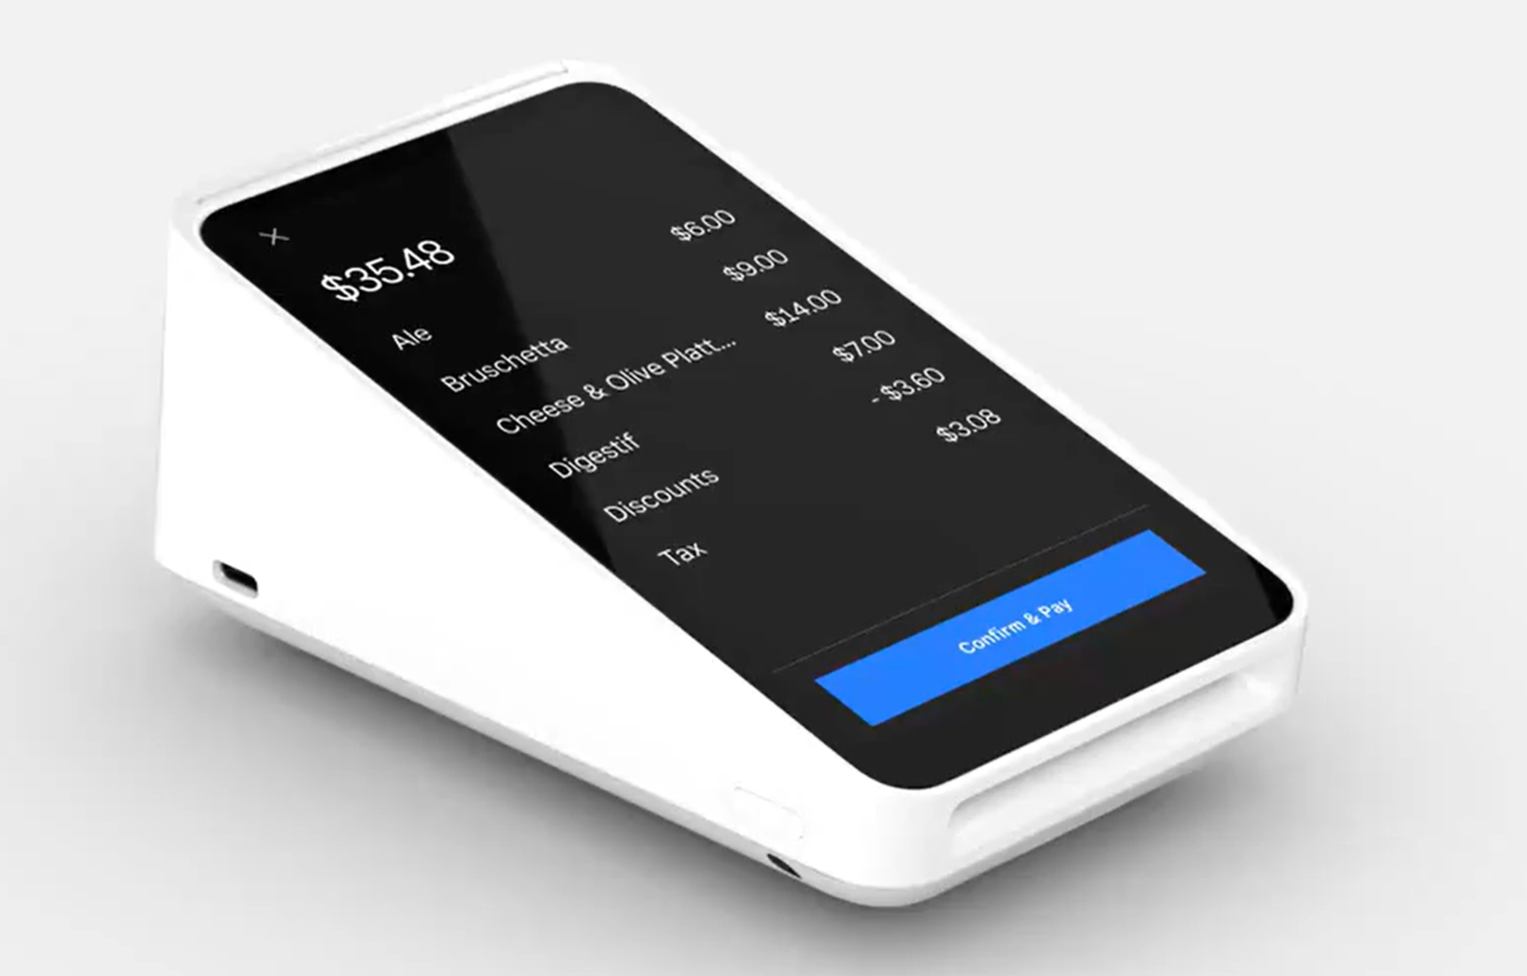 $35.48
Ale $6.00
Bruschetta $9.00
Cheese & Olive Platt... $14.00
Digestif $7.00
Discounts - $3.60
Tax $3.08
Confirm & Pay